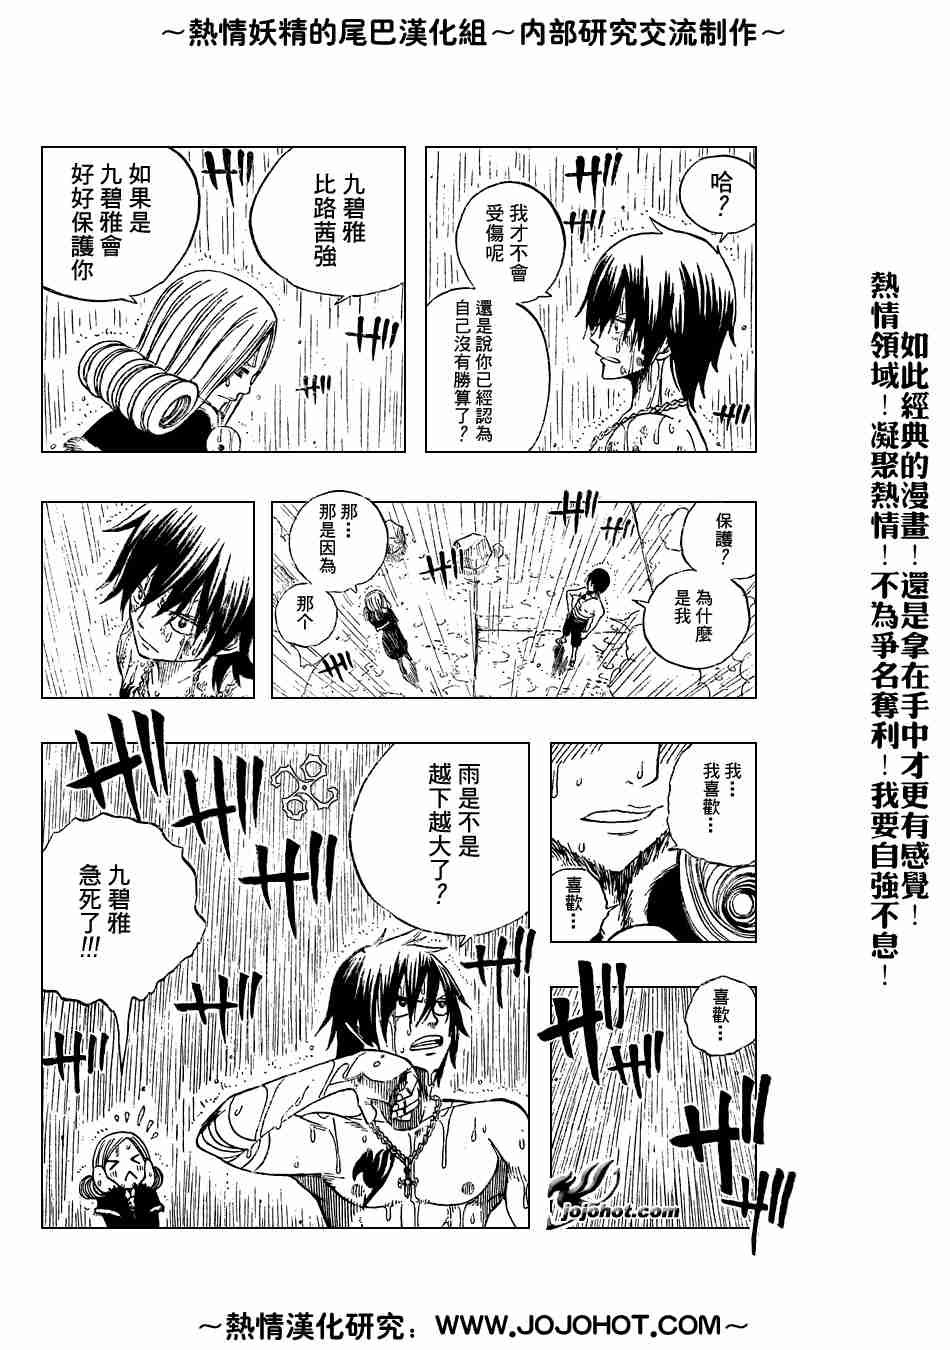 ～熱情妖精的尾巴漢化組～内部研究交流制作～
哈?
我才不會
受傷呢
還是說你已經認為
自己沒有勝算了?
九碧雅
比路茜強
如果是
九碧雅會
好好保護你
保護?
為什麼
是我
那…
那是因為
那个
我…
我喜歡…
喜歡…
喜歡…
雨是不是
越下越大了?
九碧雅
急死了!!!
如此經典的漫畫！還是拿在手中才更有感覺！
熱情領域！凝聚熱情！不為爭名奪利！我要自強不息！
jojohot.com
～熱情漢化研究：WWW.JOJOHOT.COM～